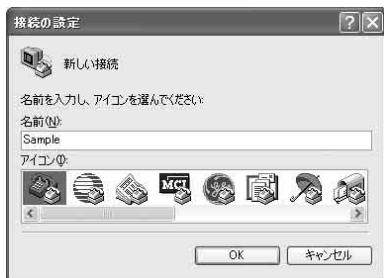 接続の設定
新しい接続
名前を入力し、アイコンを選んでください:
名前(N):
Sample
アイコン(I):
MCI
OK
キャンセル